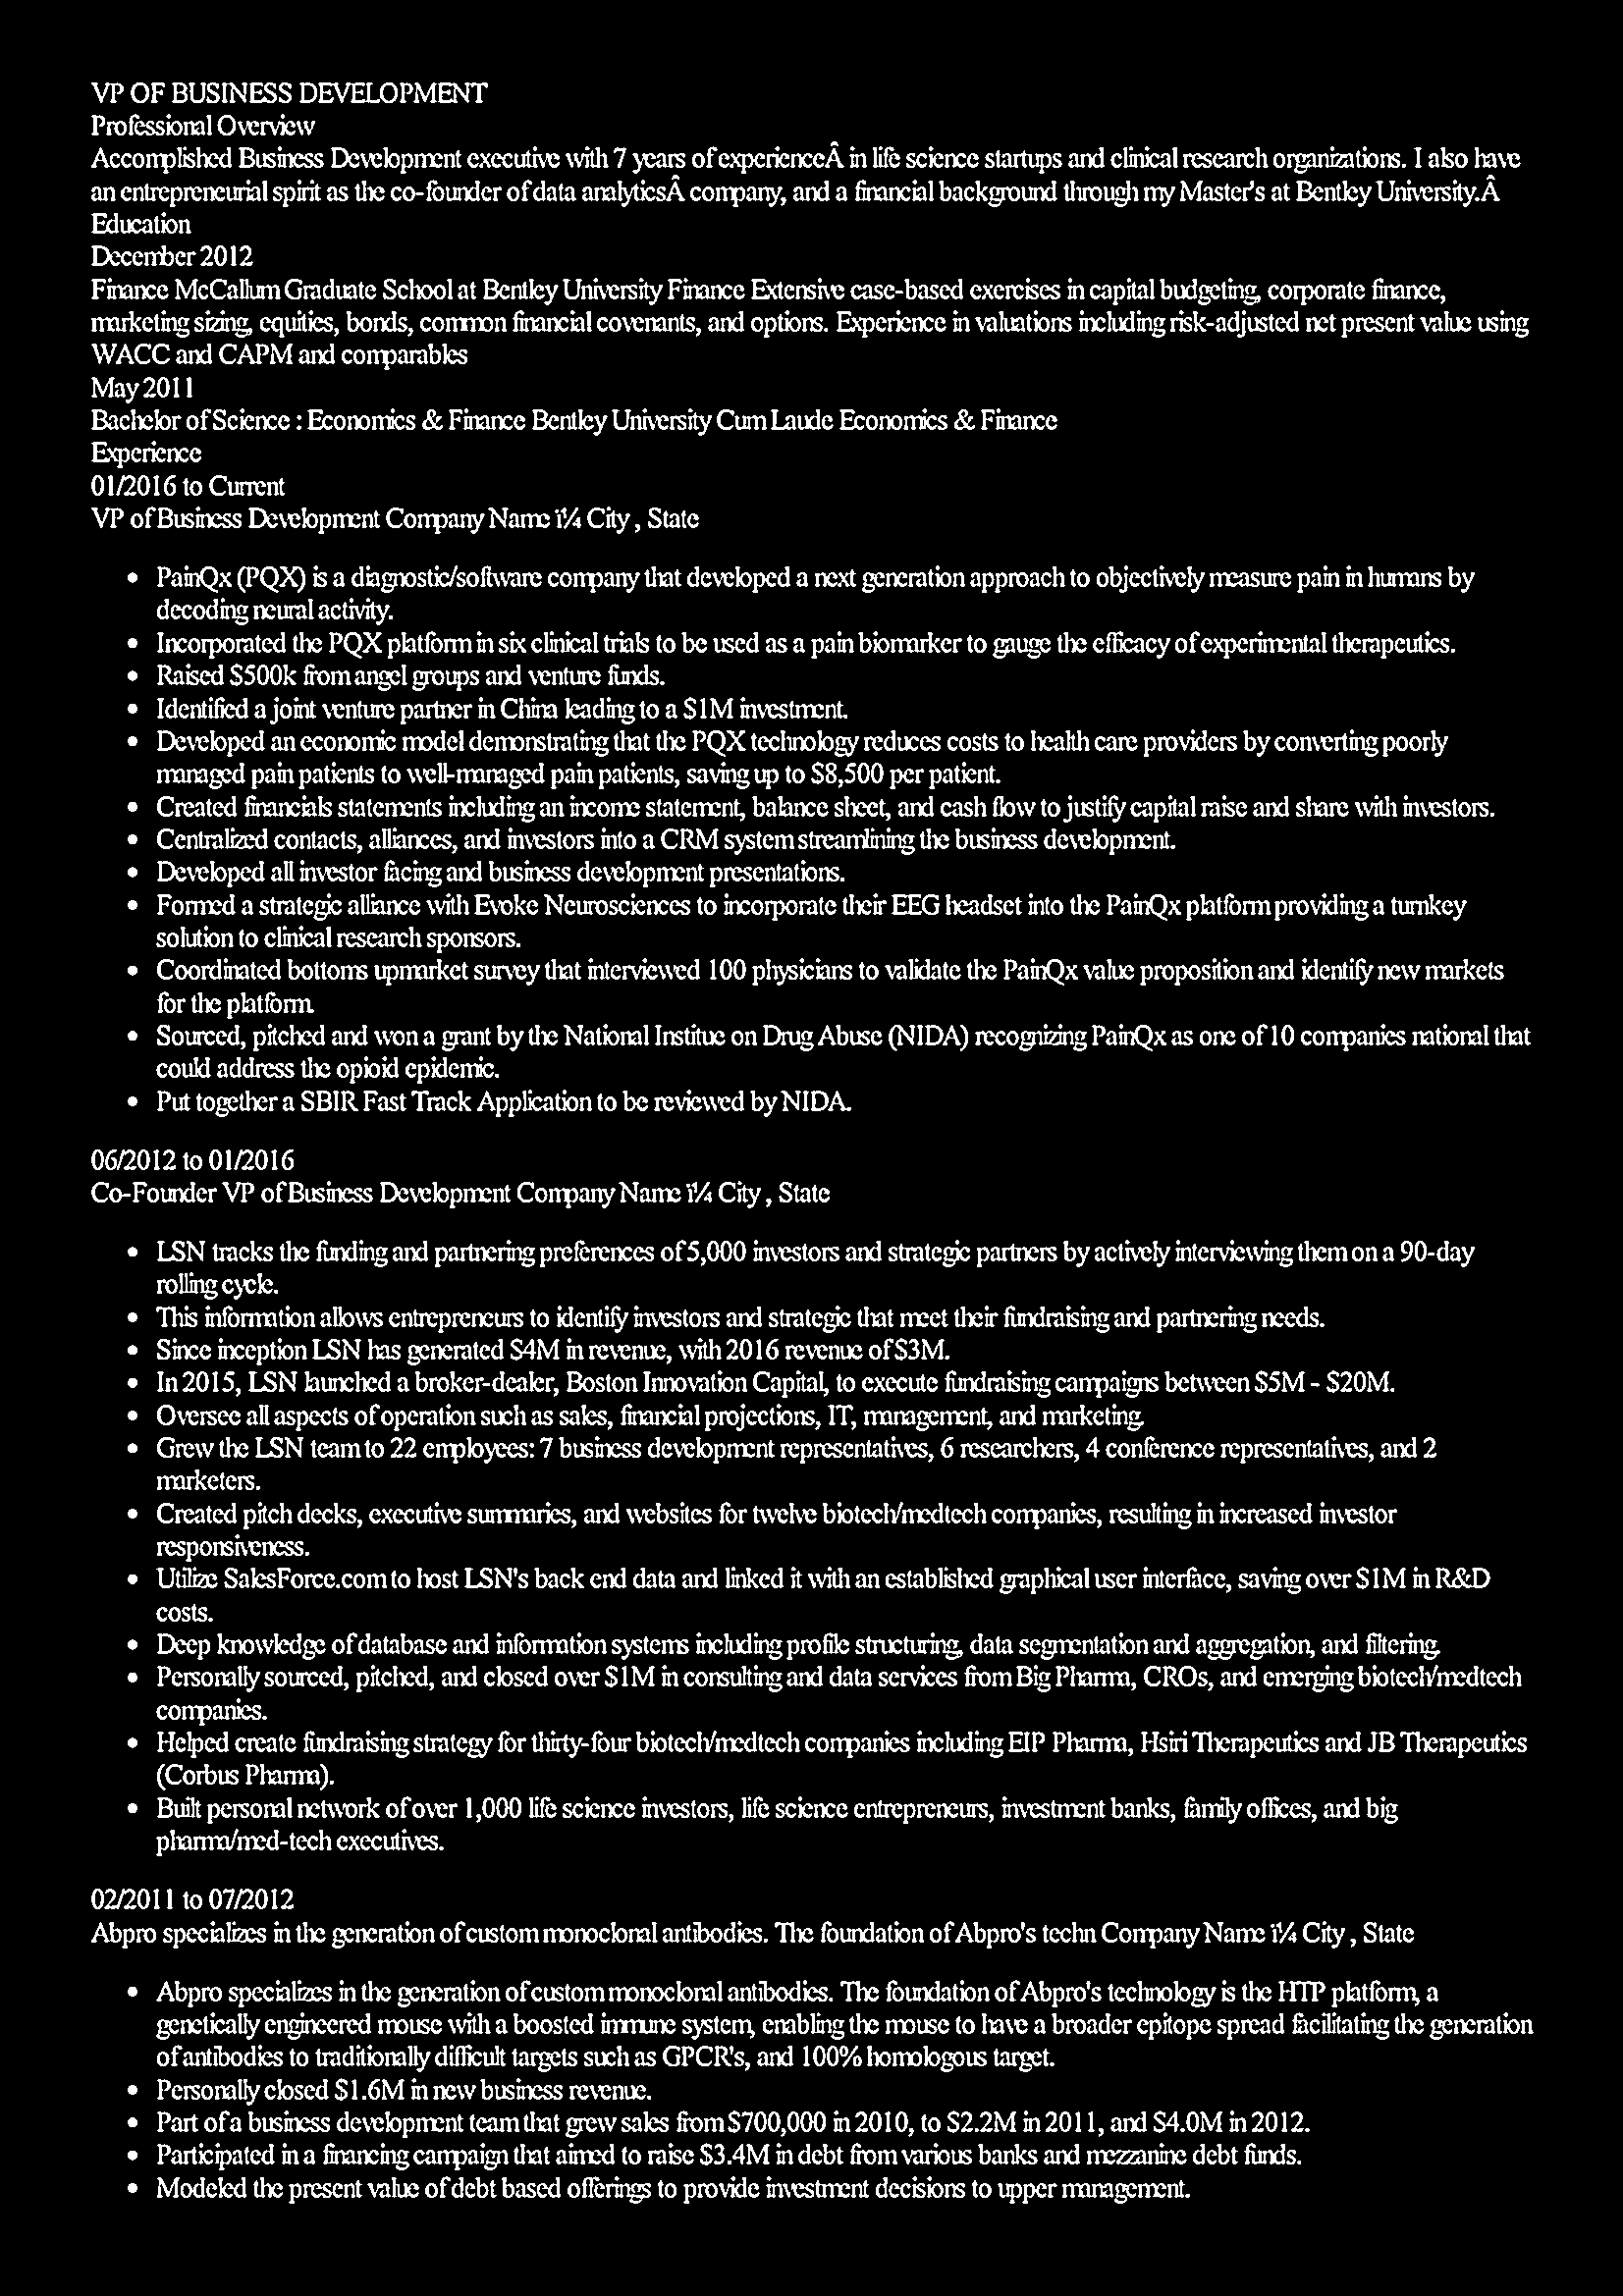 VP OF BUSINESS DEVELOPMENT
Professional Overview
Accomplished Business Development executive with 7 years of experienceÂ in life science startups and clinical research organizations. I also have
an entrepreneurial spirit as the co-founder of data analyticsÂ company, and a financial background through my Master's at Bentley University.Â
Education
December 2012
Finance McCallum Graduate School at Bentley University Finance Extensive case-based exercises in capital budgeting, corporate finance,
marketing sizing, equities, bonds, common financial covenants, and options. Experience in valuations including risk-adjusted net present value using
WACC and CAPM and comparables
May 2011
Bachelor of Science : Economics & Finance Bentley University Cum Laude Economics & Finance
Experience
01/2016 to Current
VP of Business Development Company Name ï¼ City , State
• PainQx (PQX) is a diagnostic/software company that developed a next generation approach to objectively measure pain in humans by
decoding neural activity.
• Incorporated the PQX platform in six clinical trials to be used as a pain biomarker to gauge the efficacy of experimental therapeutics.
• Raised $500k from angel groups and venture funds.
• Identified a joint venture partner in China leading to a $1M investment.
• Developed an economic model demonstrating that the PQX technology reduces costs to health care providers by converting poorly
managed pain patients to well-managed pain patients, saving up to $8,500 per patient.
• Created financials statements including an income statement, balance sheet, and cash flow to justify capital raise and share with investors.
• Centralized contacts, alliances, and investors into a CRM system streamlining the business development.
• Developed all investor facing and business development presentations.
• Formed a strategic alliance with Evoke Neurosciences to incorporate their EEG headset into the PainQx platform providing a turnkey
solution to clinical research sponsors.
• Coordinated bottoms upmarket survey that interviewed 100 physicians to validate the PainQx value proposition and identify new markets
for the platform.
• Sourced, pitched and won a grant by the National Institue on Drug Abuse (NIDA) recognizing PainQx as one of 10 companies national that
could address the opioid epidemic.
• Put together a SBIR Fast Track Application to be reviewed by NIDA.
06/2012 to 01/2016
Co-Founder VP of Business Development Company Name ï¼ City , State
• LSN tracks the funding and partnering preferences of 5,000 investors and strategic partners by actively interviewing them on a 90-day
rolling cycle.
• This information allows entrepreneurs to identify investors and strategic that meet their fundraising and partnering needs.
• Since inception LSN has generated $4M in revenue, with 2016 revenue of $3M.
• In 2015, LSN launched a broker-dealer, Boston Innovation Capital, to execute fundraising campaigns between $5M - $20M.
• Oversee all aspects of operation such as sales, financial projections, IT, management, and marketing.
• Grew the LSN team to 22 employees: 7 business development representatives, 6 researchers, 4 conference representatives, and 2
marketers.
• Created pitch decks, executive summaries, and websites for twelve biotech/medtech companies, resulting in increased investor
responsiveness.
• Utilize SalesForce.com to host LSN's back end data and linked it with an established graphical user interface, saving over $1M in R&D
costs.
• Deep knowledge of database and information systems including profile structuring, data segmentation and aggregation, and filtering.
• Personally sourced, pitched, and closed over $1M in consulting and data services from Big Pharma, CROs, and emerging biotech/medtech
companies.
• Helped create fundraising strategy for thirty-four biotech/medtech companies including EIP Pharma, Hsiri Therapeutics and JB Therapeutics
(Corbus Pharma).
• Built personal network of over 1,000 life science investors, life science entrepreneurs, investment banks, family offices, and big
pharma/med-tech executives.
02/2011 to 07/2012
Abpro specializes in the generation of custom monoclonal antibodies. The foundation of Abpro's techn Company Name ï¼ City , State
• Abpro specializes in the generation of custom monoclonal antibodies. The foundation of Abpro's technology is the HTP platform, a
genetically engineered mouse with a boosted immune system, enabling the mouse to have a broader epitope spread facilitating the generation
of antibodies to traditionally difficult targets such as GPCR's, and 100% homologous target.
• Personally closed $1.6M in new business revenue.
• Part of a business development team that grew sales from $700,000 in 2010, to $2.2M in 2011, and $4.0M in 2012.
• Participated in a financing campaign that aimed to raise $3.4M in debt from various banks and mezzanine debt funds.
• Modeled the present value of debt based offerings to provide investment decisions to upper management.